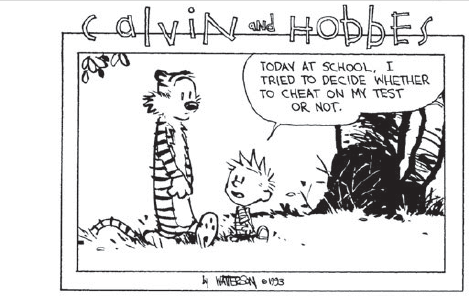 Calvin and Hobbes
TODAY AT SCHOOL, I
TRIED TO DECIDE WHETHER
TO CHEAT ON MY TEST
OR NOT.
by WATTERSON © 1993